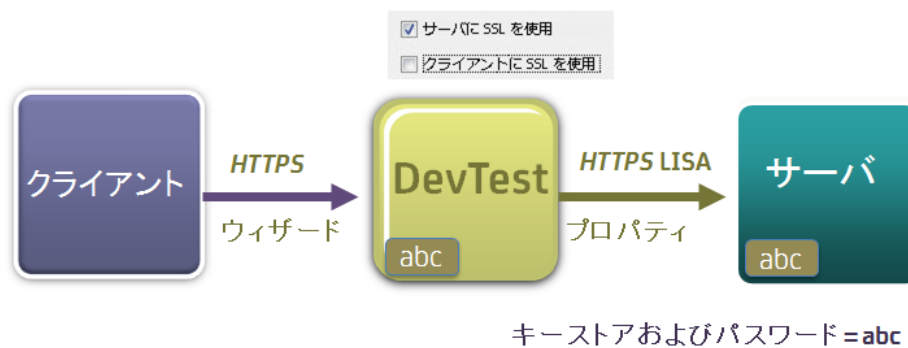 サーバに SSL を使用
クライアントに SSL を使用
クライアント
HTTPS
ウィザード
DevTest
abc
HTTPS LISA
プロパティ
サーバ
abc
キーストアおよびパスワード=abc